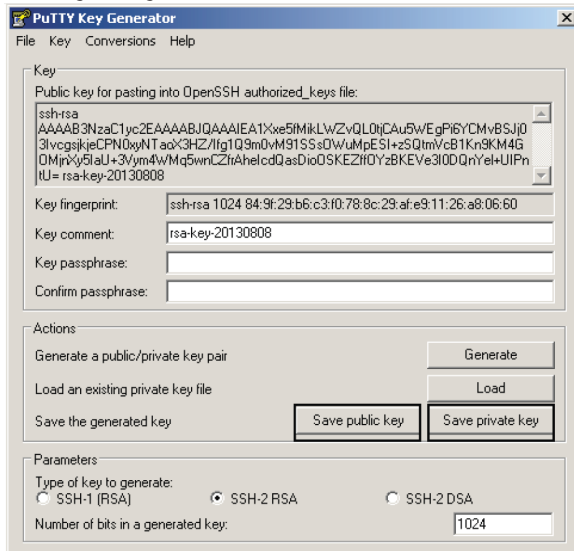 PuTTY Key Generator
File Key Conversions Help
Key
Public key for pasting into OpenSSH authorized_keys file:
ssh-rsa
AAAAB3NzaC1yc2EAAAABJQAAAIEA1Xxe5fMikLWZvQL0tjCAu5WEgPi6YCMvBSJj0
3IvcgsjkjeCPN0xyNTaoX3HZ/Ifg1Q9m0vM91SSsOWuMpESI+zSQtmVcB1Kn9KM4G
OMjnXy5IaU+3Vym4WMq5wnCZfrAhelcdQasDioOSKEZffOYzBKEVe3I0DQnYel+UIPn
tU= rsa-key-20130808
Key fingerprint: ssh-rsa 1024 84:9f:29:b6:c3:f0:78:8c:29:af:e9:11:26:a8:06:60
Key comment: rsa-key-20130808
Key passphrase:
Confirm passphrase:
Actions
Generate a public/private key pair Generate
Load an existing private key file Load
Save the generated key Save public key Save private key
Parameters
Type of key to generate:
SSH-1 (RSA) SSH-2 RSA SSH-2 DSA
Number of bits in a generated key: 1024